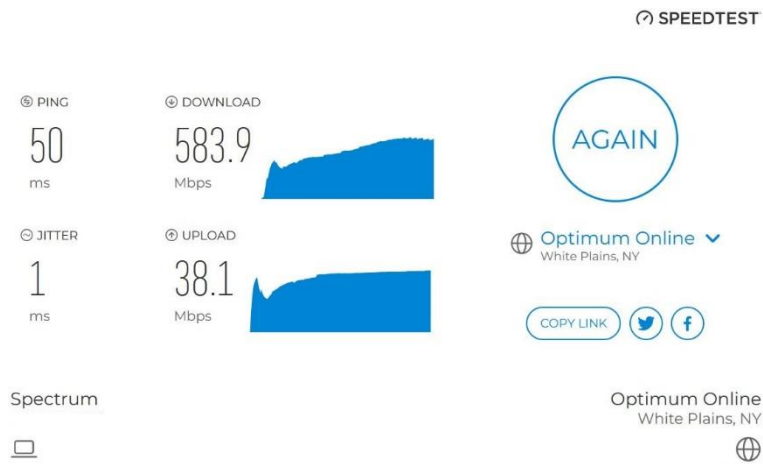 SPEEDTEST
PING
50
ms
DOWNLOAD
583.9
Mbps
AGAIN
JITTER
1
ms
UPLOAD
38.1
Mbps
Optimum Online
White Plains, NY
COPY LINK
Spectrum
Optimum Online
White Plains, NY